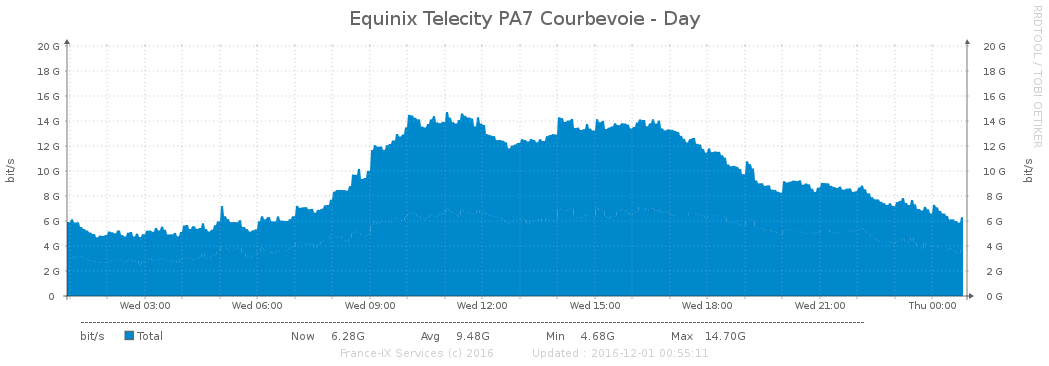 Equinix Telecity PA7 Courbevoie - Day
RRDTOOL / TOBI OETIKER
20 G 20 G
18 G 18 G
16 G 16 G
14 G 14 G
12 G 12 G
10 G 10 G
8 G 8 G
6 G 6 G
4 G 4 G
2 G 2 G
0 0 G
bit/s
bit/s
Wed 03:00 Wed 06:00 Wed 09:00 Wed 12:00 Wed 15:00 Wed 18:00 Wed 21:00 Thu 00:00
bit/s Total Now 6.28G Avg 9.48G Min 4.68G Max 14.70G
France-IX Services (c) 2016 Updated : 2016-12-01 00:55:11